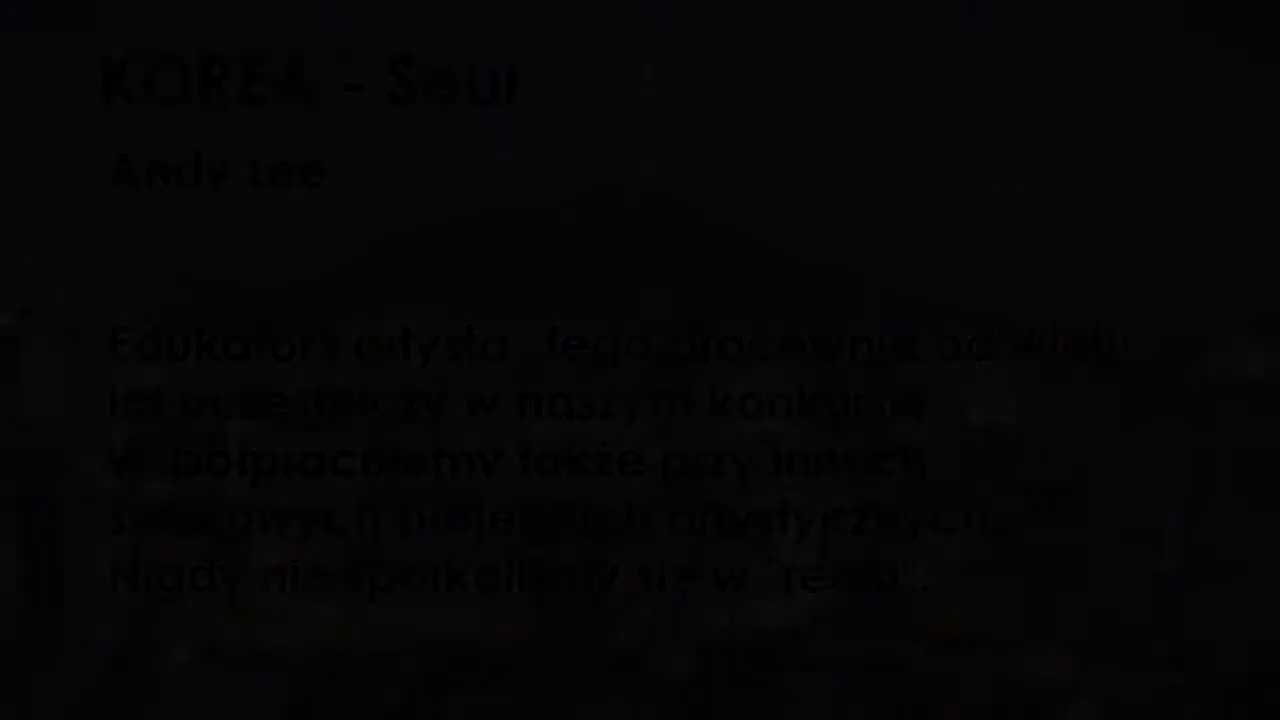 KOREA - Seul
Andy Lee
Edukator i artysta. Jego pracownia od wielu
lat uczestniczy w naszym konkursie.
Współpracujemy także przy innych
światowych projektach artystycznych.
Nigdy nie spotkaliśmy się w "realu".